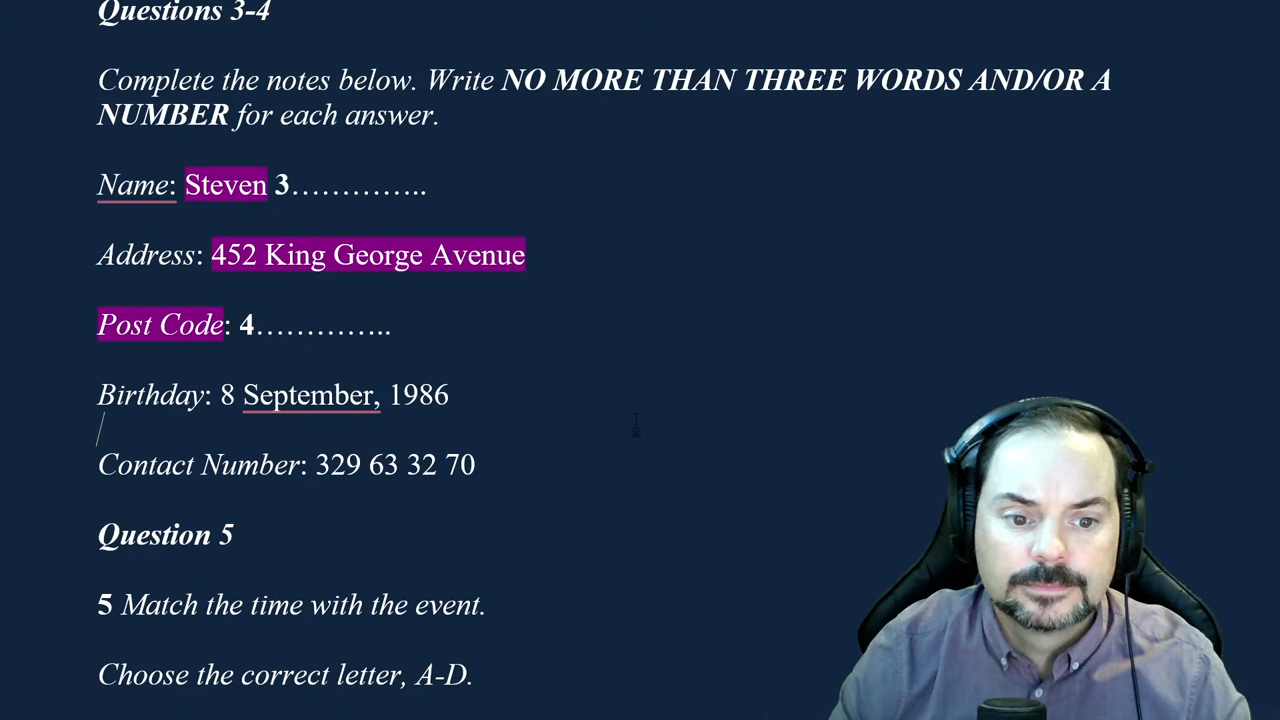 Questions 3-4
Complete the notes below. Write NO MORE THAN THREE WORDS AND/OR A
NUMBER for each answer.
Name: Steven 3…………..
Address: 452 King George Avenue
Post Code: 4…………..
Birthday: 8 September, 1986
Contact Number: 329 63 32 70
Question 5
5 Match the time with the event.
Choose the correct letter, A-D.